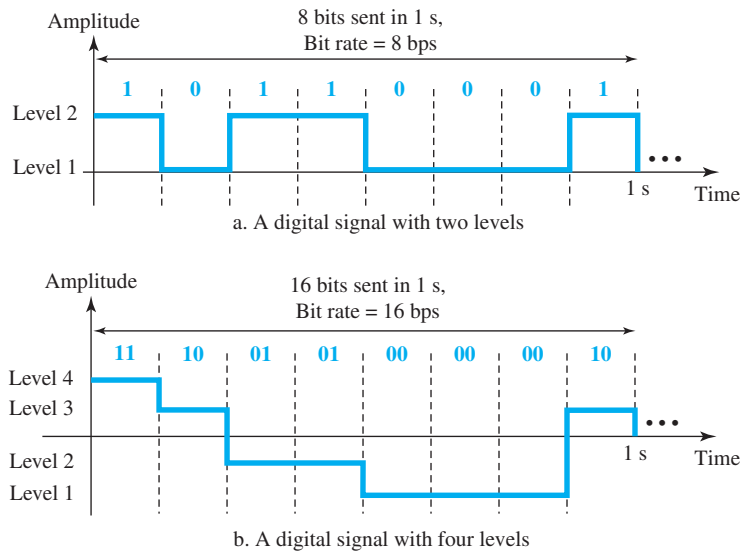 8 bits sent in 1 s,
Amplitude
Bit rate = 8 bps
1 0 1 1 0 0 0 1
Level 2
Level 1
•••
1 s
Time
a. A digital signal with two levels
Amplitude
16 bits sent in 1 s,
Bit rate = 16 bps
11 10 01 01 00 00 00 10
Level 4
Level 3
•••
Level 2
1 s
Time
Level 1
b. A digital signal with four levels